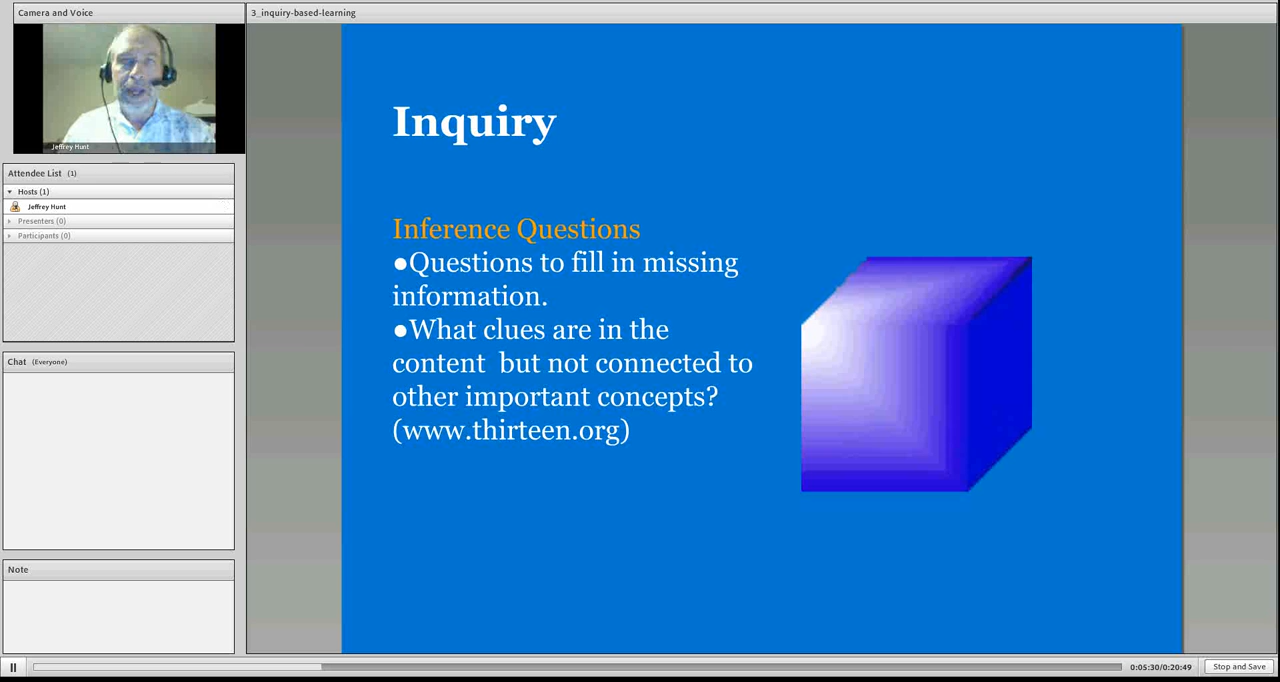 Camera and Voice
3_inquiry-based-learning
Jeffrey Hunt
Attendee List (1)
Hosts (1)
Jeffrey Hunt
Presenters (0)
Participants (0)
Chat (Everyone)
Note
Inquiry
Inference Questions
●Questions to fill in missing
information.
●What clues are in the
content but not connected to
other important concepts?
(www.thirteen.org)
0:05:30/0:20:49
Stop and Save